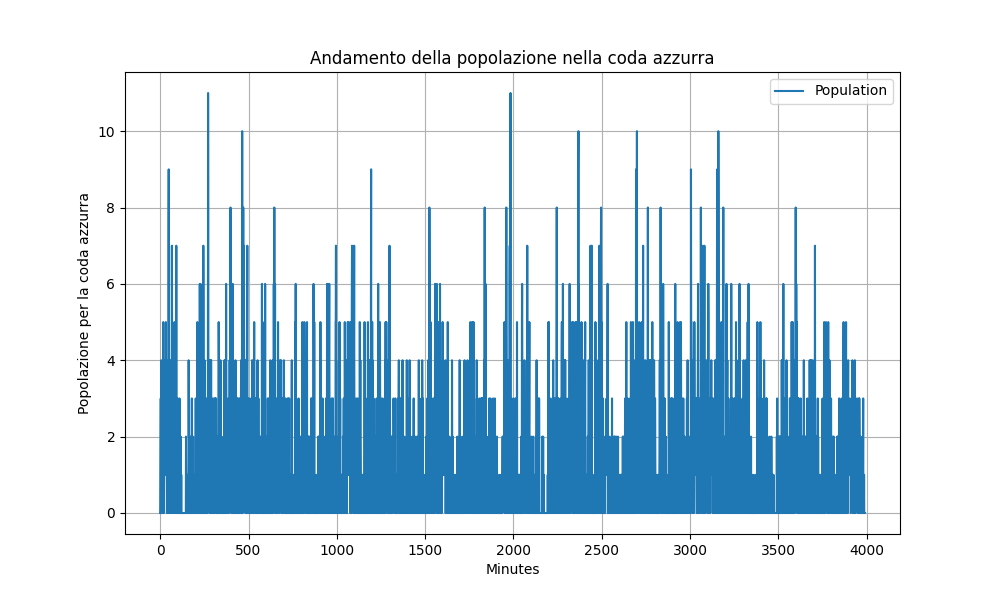 Andamento della popolazione nella coda azzurra
Population
Popolazione per la coda azzurra
10
8
6
4
2
0
0 500 1000 1500 2000 2500 3000 3500 4000
Minutes